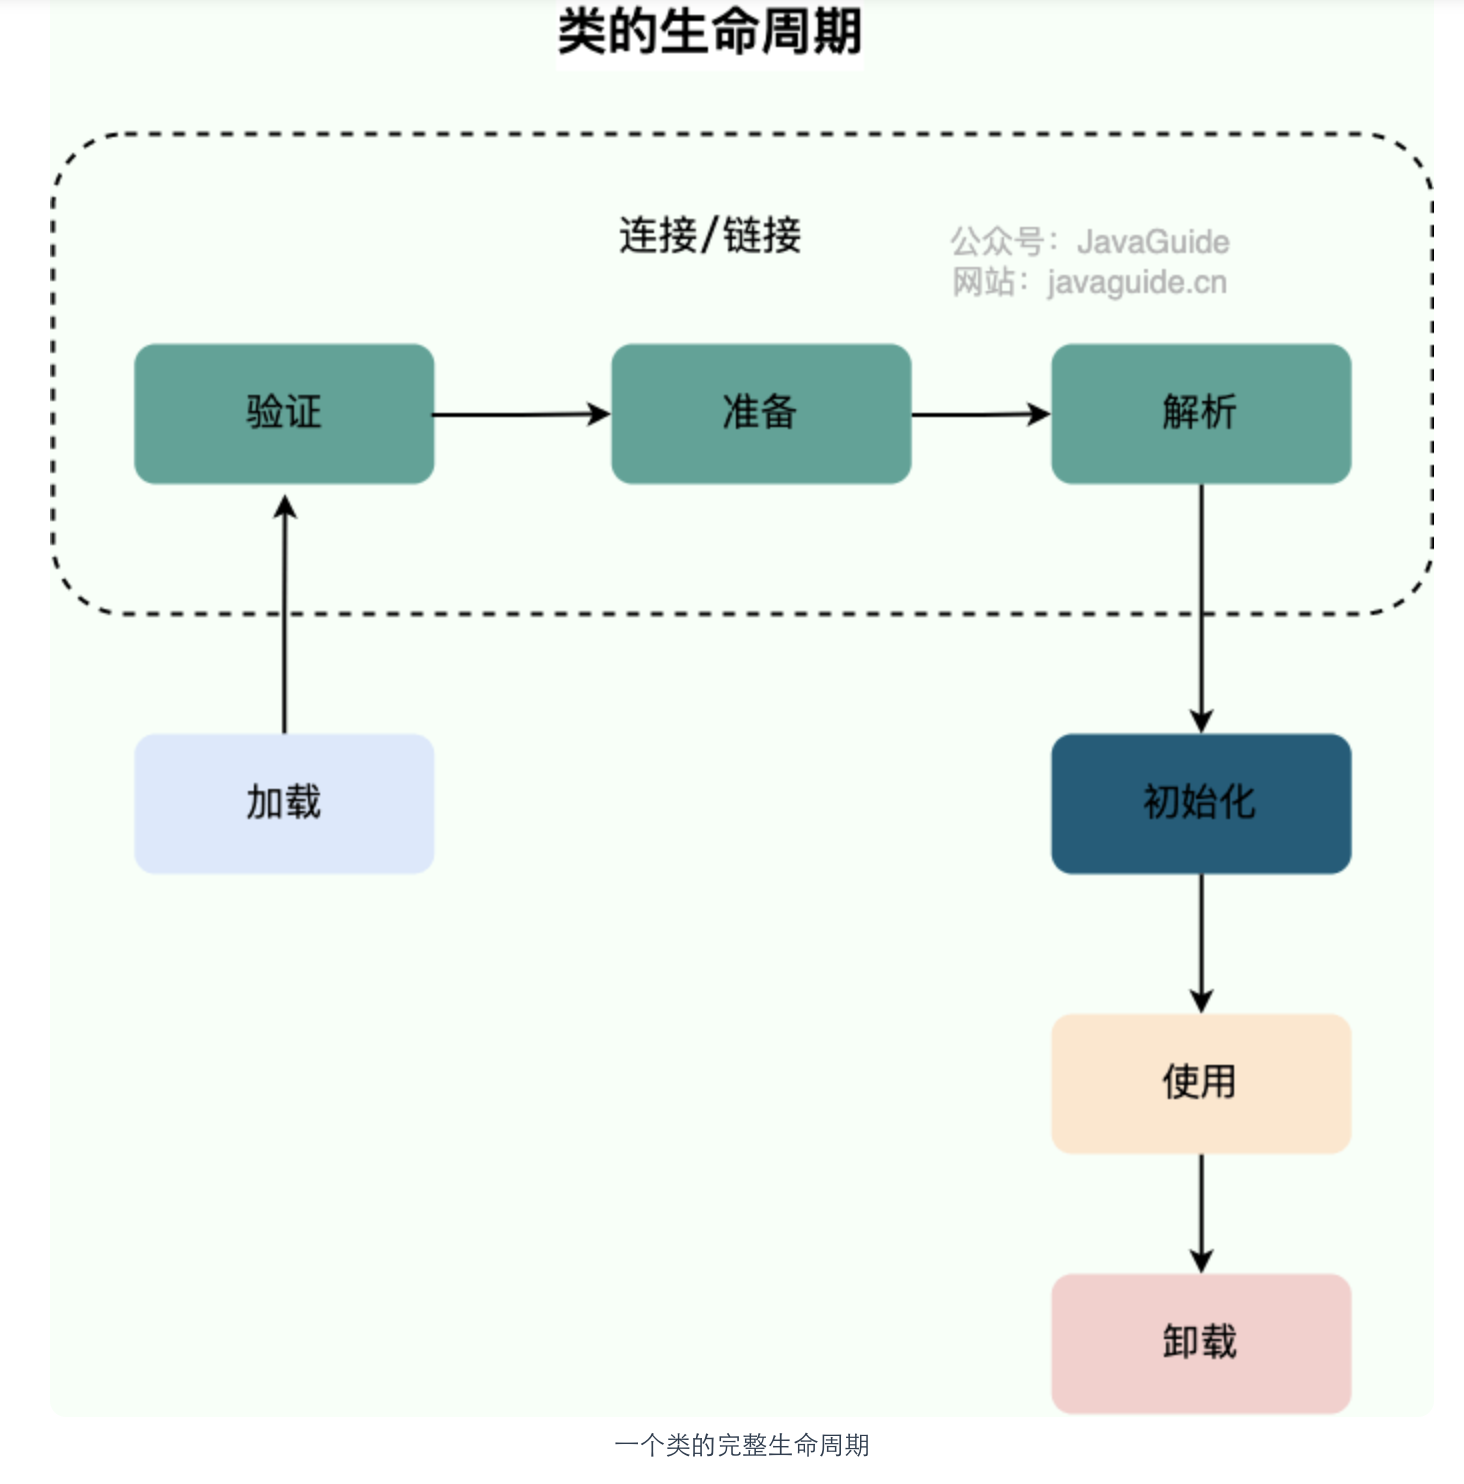 类的生命周期
连接/链接
公众号：JavaGuide
网站：javaguide.cn
验证
准备
解析
加载
初始化
使用
卸载
一个类的完整生命周期